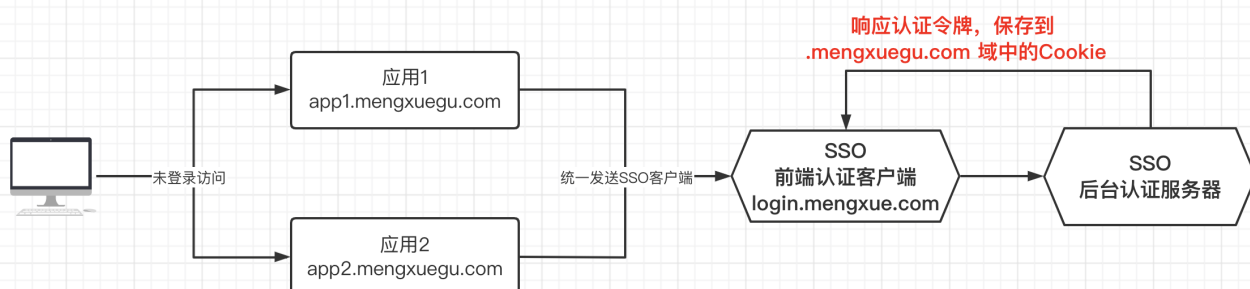 响应认证令牌，保存到
.mengxuegu.com 域中的Cookie
应用1
app1.mengxuegu.com
未登录访问
统一发送SSO客户端
SSO
前端认证客户端
login.mengxue.com
SSO
后台认证服务器
应用2
app2.mengxuegu.com